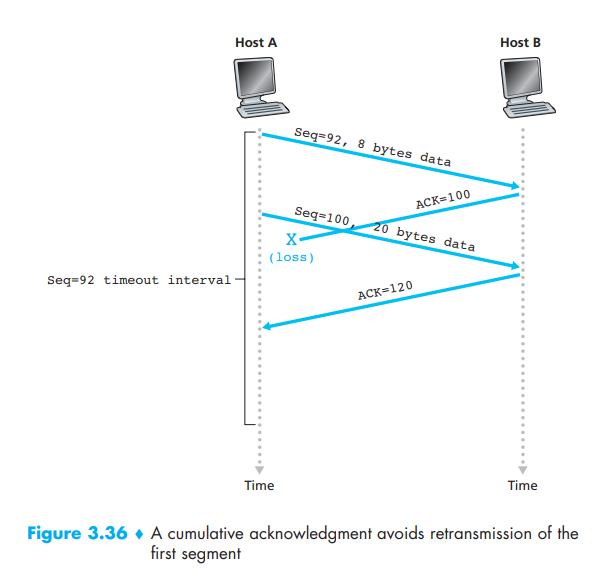 Host A
Host B
Seq=92, 8 bytes data
ACK=100
Seq=100, 20 bytes data
X
(loss)
Seq=92 timeout interval
ACK=120
Time
Time
Figure 3.36 ♦ A cumulative acknowledgment avoids retransmission of the
first segment